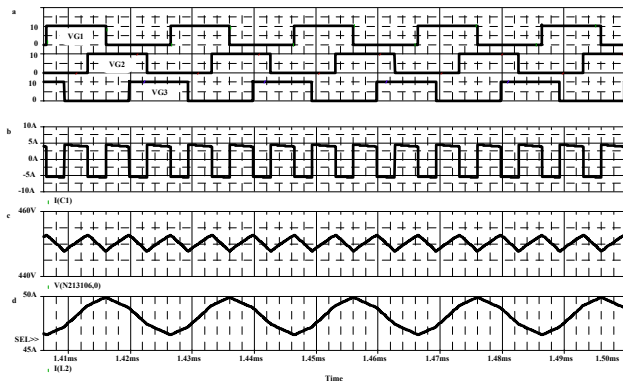 a
10
VG1
0
10
VG2
0
10
VG3
0
b
10A
5A
0A
-5A
-10A
I(C1)
c
460V
440V
V(N213106,0)
d
50A
SEL>>
45A
1.41ms 1.42ms 1.43ms 1.44ms 1.45ms 1.46ms 1.47ms 1.48ms 1.49ms 1.50ms
I(L2)
Time